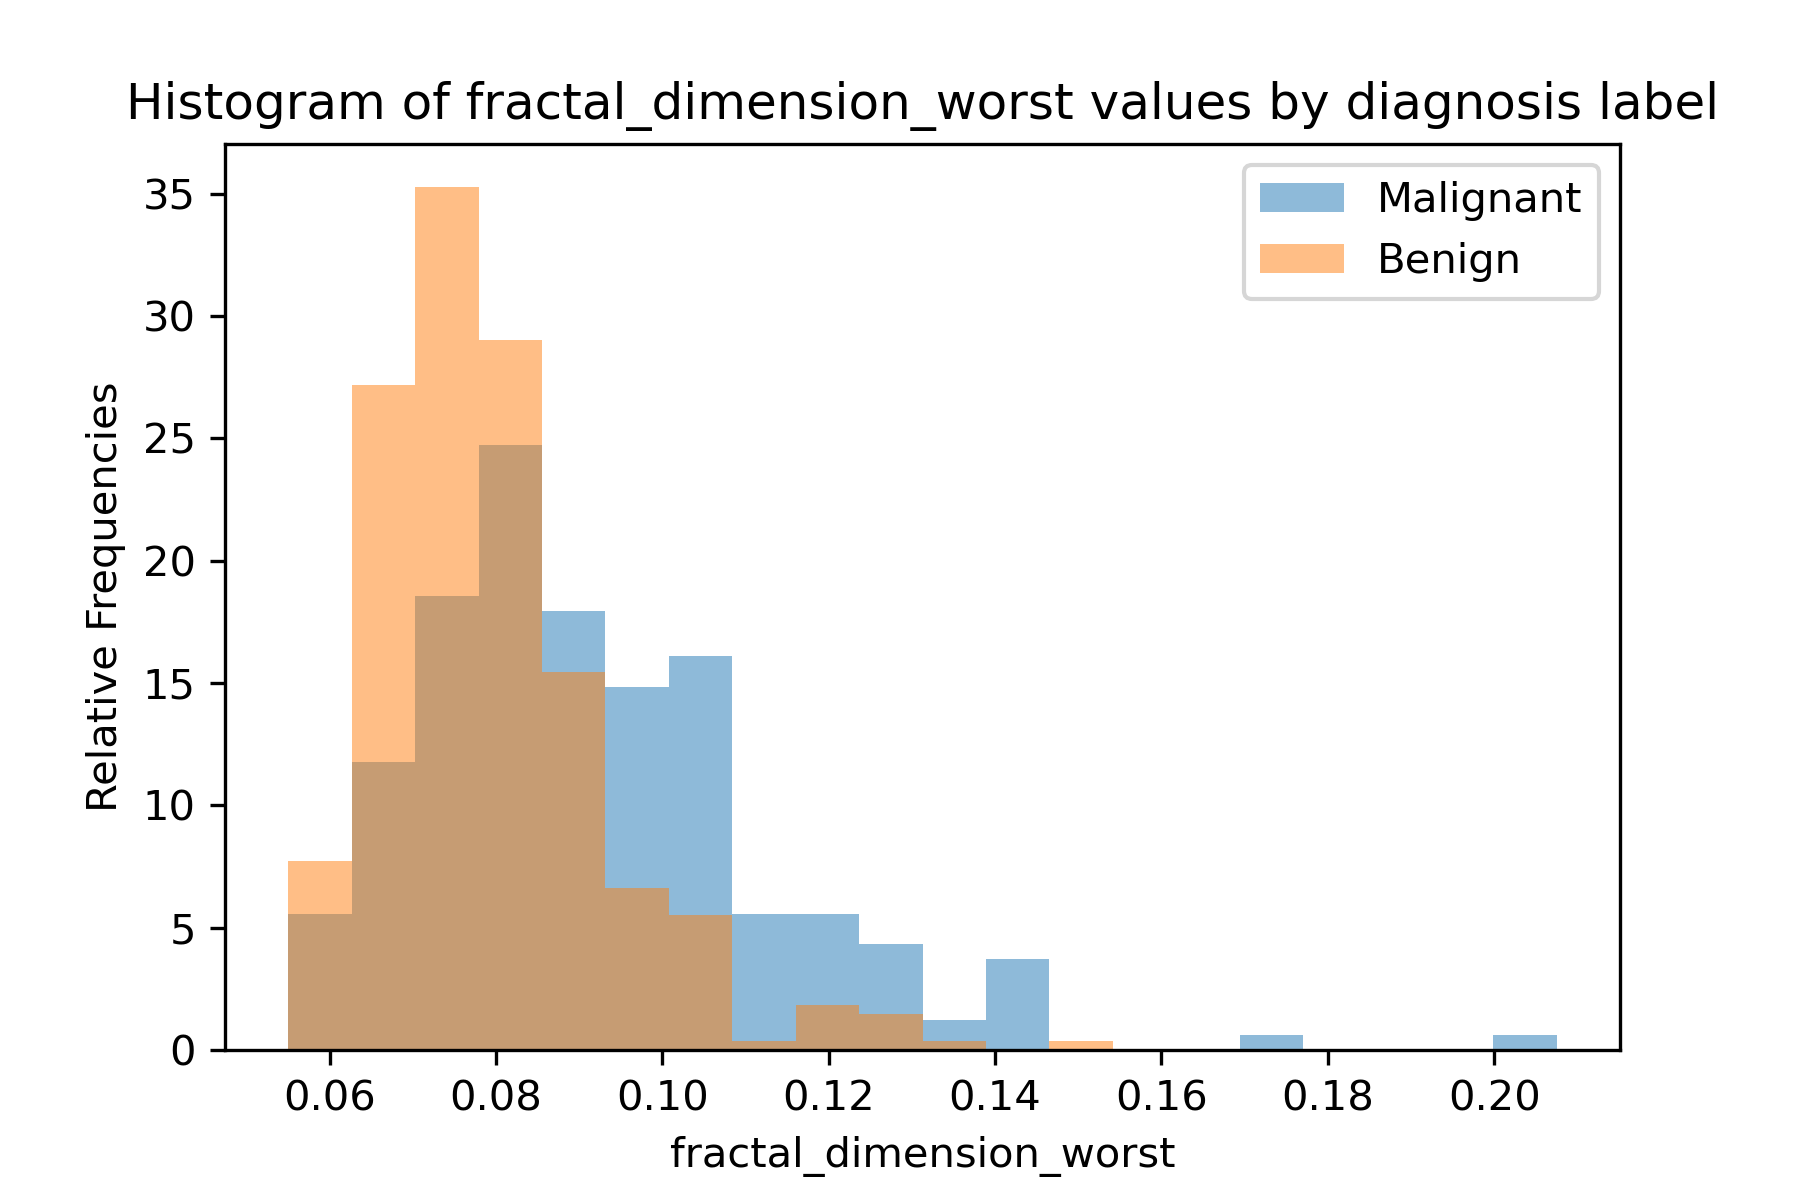 Histogram of fractal_dimension_worst values by diagnosis label
Malignant
Benign
Relative Frequencies
35
30
25
20
15
10
5
0
0.06 0.08 0.10 0.12 0.14 0.16 0.18 0.20
fractal_dimension_worst